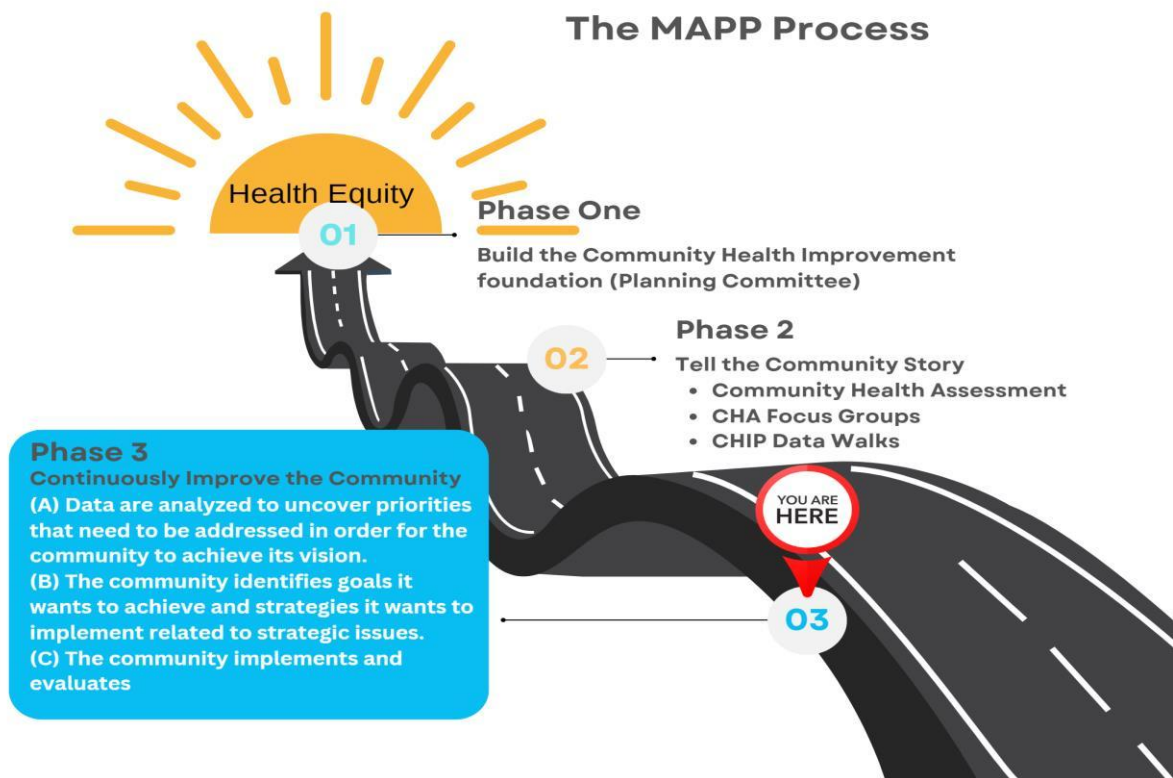 The MAPP Process
Health Equity
01
Phase One
Build the Community Health Improvement
foundation (Planning Committee)
02
Phase 2
Tell the Community Story
• Community Health Assessment
• CHA Focus Groups
• CHIP Data Walks
Phase 3
Continuously Improve the Community
(A) Data are analyzed to uncover priorities
that need to be addressed in order for the
community to achieve its vision.
(B) The community identifies goals it
wants to achieve and strategies it wants to
implement related to strategic issues.
(C) The community implements and
evaluates
YOU ARE
HERE
03